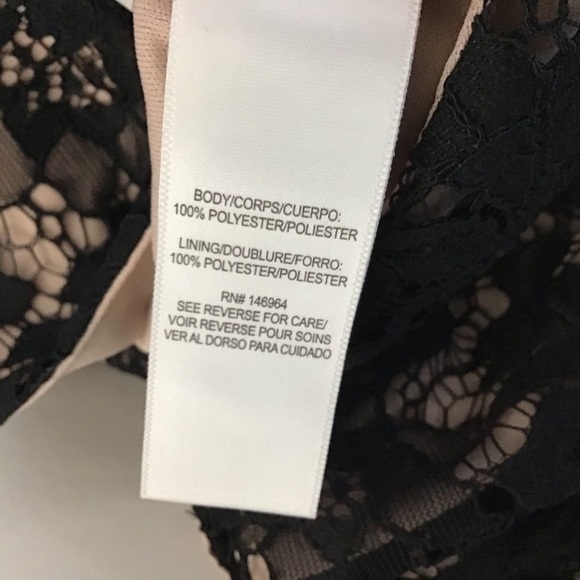 BODY/CORPS/CUERPO:
100% POLYESTER/POLIESTER
LINING/DOUBLURE/FORRO:
100% POLYESTER/POLIESTER
RN# 146964
SEE REVERSE FOR CARE/
VOIR REVERSE POUR SOINS
VER AL DORSO PARA CUIDADO